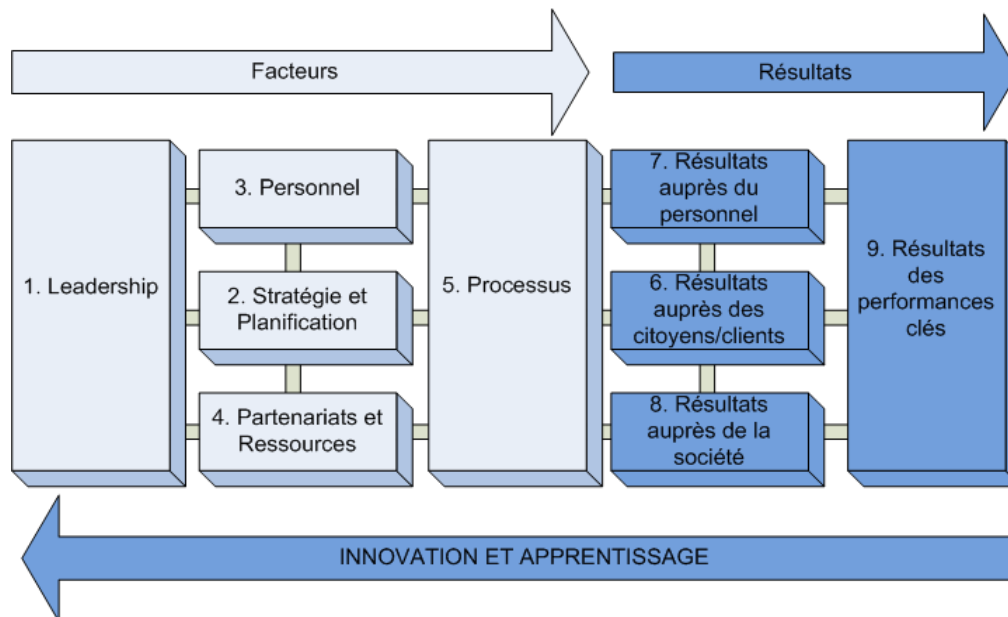 Facteurs
Résultats
1. Leadership
3. Personnel
2. Stratégie et
Planification
4. Partenariats et
Ressources
5. Processus
7. Résultats
auprès du
personnel
6. Résultats
auprès des
citoyens/clients
8. Résultats
auprès de la
société
9. Résultats
des
performances
clés
INNOVATION ET APPRENTISSAGE